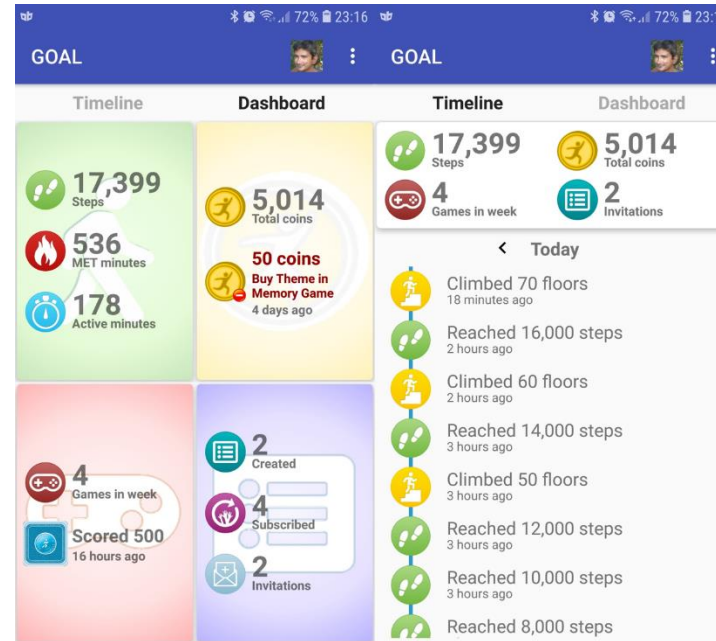 72% 23:16
GOAL
Timeline Dashboard
17,399
Steps
536
MET minutes
178
Active minutes
5,014
Total coins
50 coins
Buy Theme in
Memory Game
4 days ago
4
Games in week
Scored 500
16 hours ago
2
Created
4
Subscribed
2
Invitations
72% 23:1
GOAL
Timeline Dashboard
17,399
Steps
5,014
Total coins
4
Games in week
2
Invitations
Today
Climbed 70 floors
18 minutes ago
Reached 16,000 steps
2 hours ago
Climbed 60 floors
2 hours ago
Reached 14,000 steps
3 hours ago
Climbed 50 floors
3 hours ago
Reached 12,000 steps
3 hours ago
Reached 10,000 steps
3 hours ago
Reached 8,000 steps